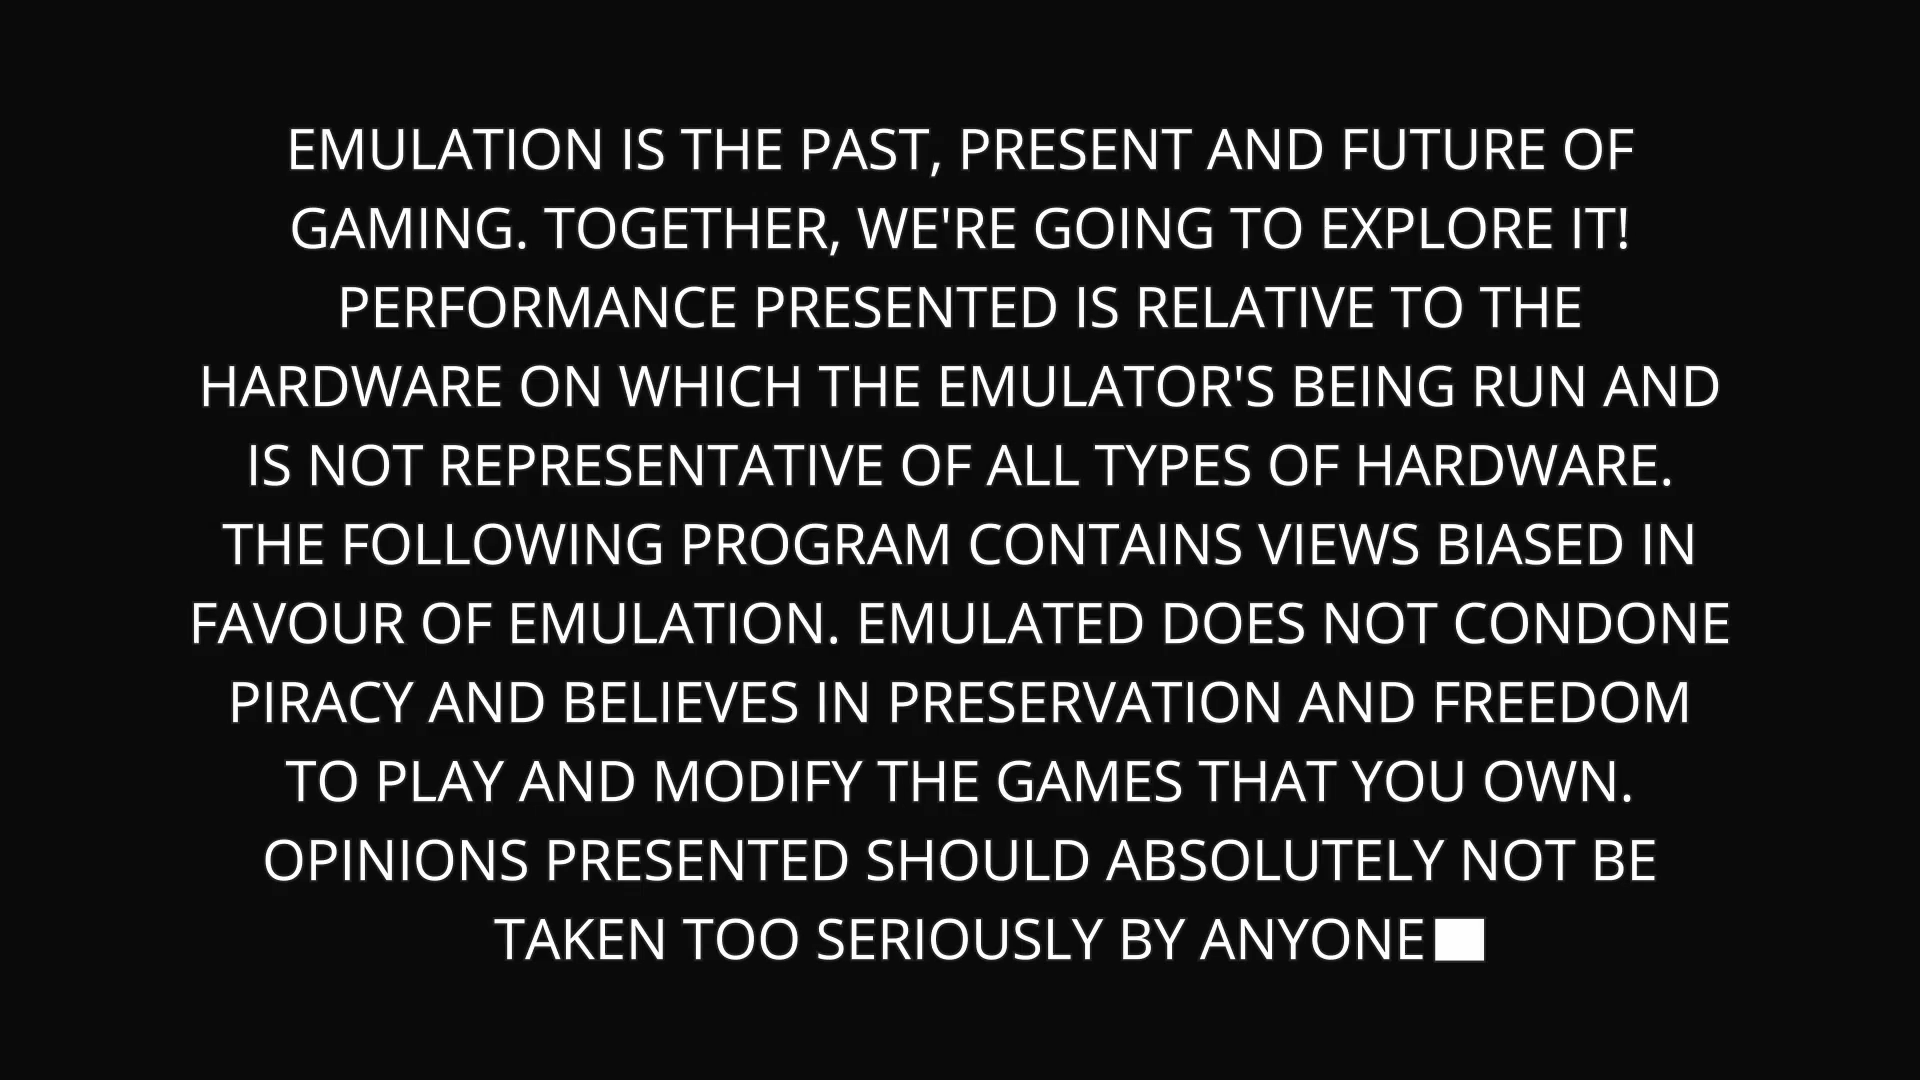 EMULATION IS THE PAST, PRESENT AND FUTURE OF
GAMING. TOGETHER, WE'RE GOING TO EXPLORE IT!
PERFORMANCE PRESENTED IS RELATIVE TO THE
HARDWARE ON WHICH THE EMULATOR'S BEING RUN AND
IS NOT REPRESENTATIVE OF ALL TYPES OF HARDWARE.
THE FOLLOWING PROGRAM CONTAINS VIEWS BIASED IN
FAVOUR OF EMULATION. EMULATED DOES NOT CONDONE
PIRACY AND BELIEVES IN PRESERVATION AND FREEDOM
TO PLAY AND MODIFY THE GAMES THAT YOU OWN.
OPINIONS PRESENTED SHOULD ABSOLUTELY NOT BE
TAKEN TOO SERIOUSLY BY ANYONE